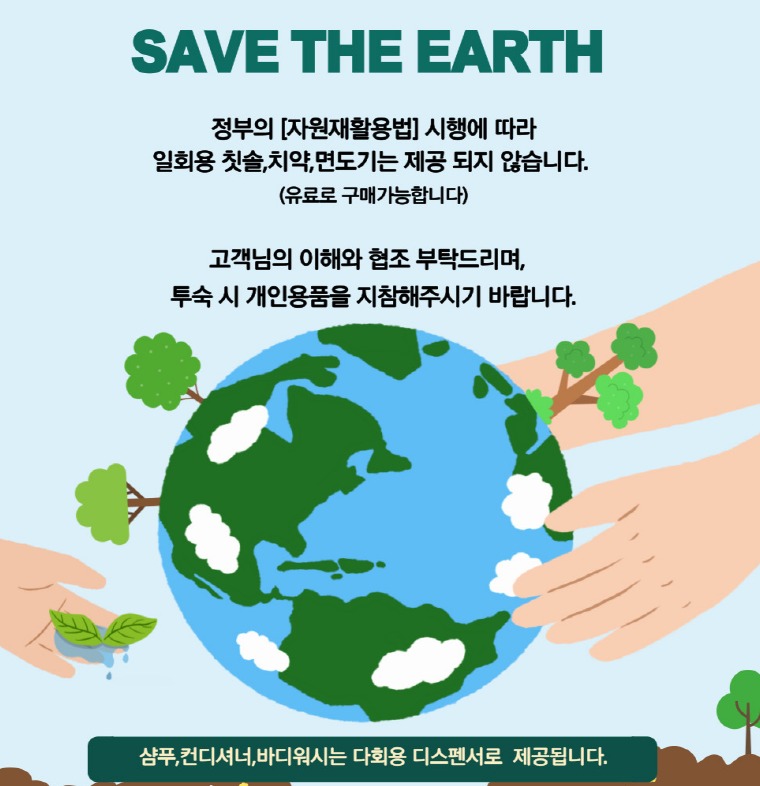 SAVE THE EARTH
정부의 [자원재활용법] 시행에 따라
일회용 칫솔,치약,면도기는 제공 되지 않습니다.
(유료로 구매가능합니다)
고객님의 이해와 협조 부탁드리며,
투숙 시 개인용품을 지참해주시기 바랍니다.
샴푸,컨디셔너,바디워시는 다회용 디스펜서로 제공됩니다.